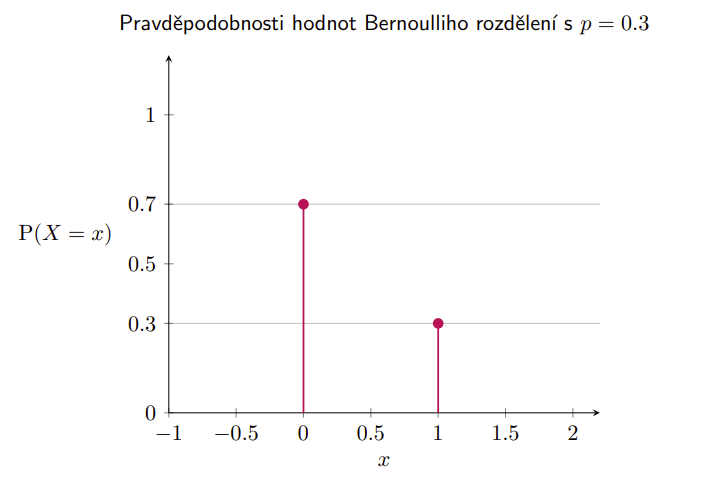 Pravděpodobnosti hodnot Bernoulliho rozdělení s p = 0.3
1
0.7
P(X = x)
0.5
0.3
0
−1 −0.5 0 0.5 1 1.5 2
x